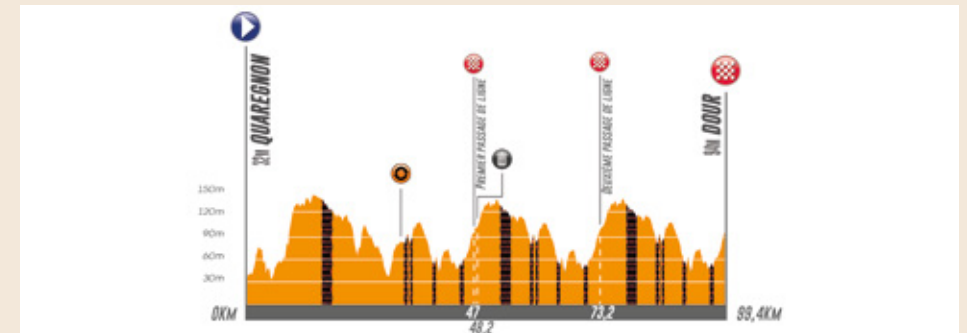 32M QUAREGNON
PREMIER PASSAGE DE LIGNE
DEUXIÈME PASSAGE DE LIGNE
DOUR
150m
120m
90m
60m
30m
0KM
47
48,2
73,2
99,4KM